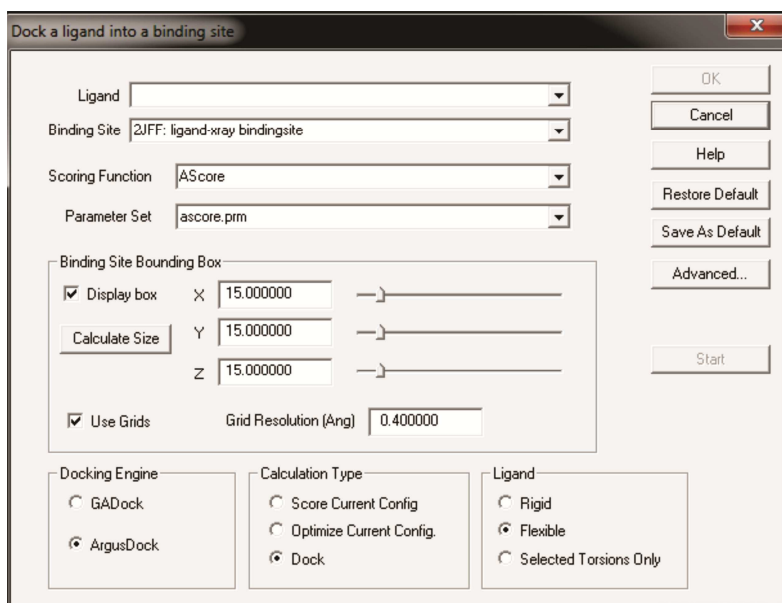 Dock a ligand into a binding site
X
Ligand
OK
Binding Site 2JFF: ligand-xray bindingsite
Cancel
Help
Scoring Function AScore
Restore Default
Parameter Set ascore.prm
Save As Default
Binding Site Bounding Box
Advanced...
Display box X 15.000000
Calculate Size Y 15.000000
Z 15.000000
Start
Use Grids Grid Resolution (Ang) 0.400000
Docking Engine
GADock
ArgusDock
Calculation Type
Score Current Config
Optimize Current Config.
Dock
Ligand
Rigid
Flexible
Selected Torsions Only